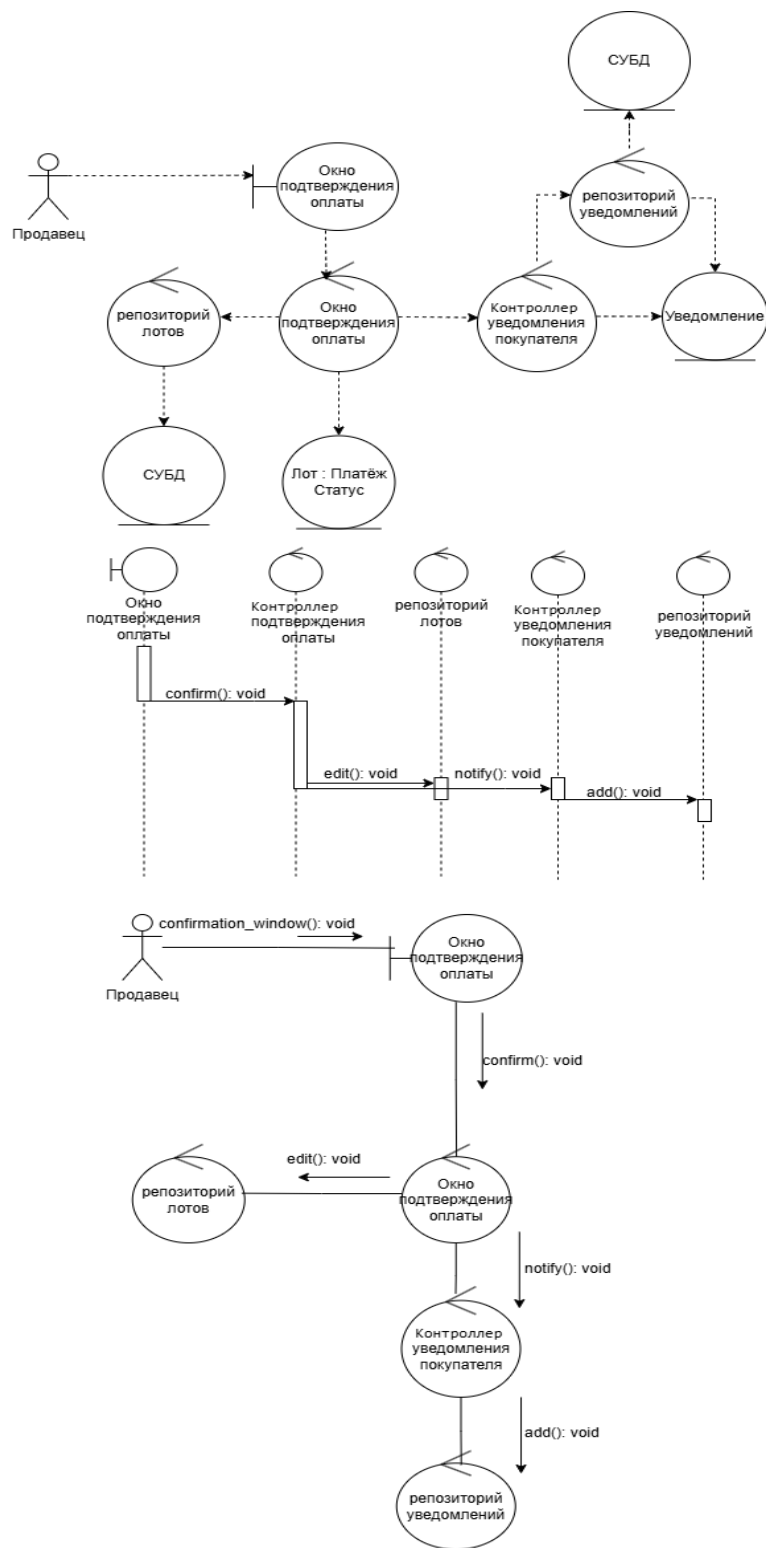 СУБД
Окно
подтверждения
оплаты
Продавец
репозиторий
уведомлений
репозиторий
лотов
Окно
подтверждения
оплаты
Контроллер
уведомления
покупателя
Уведомление
СУБД
Лот : Платёж
Статус
Окно
подтверждения
оплаты
Контроллер
подтверждения
оплаты
репозиторий
лотов
Контроллер
уведомления
покупателя
репозиторий
уведомлений
confirm(): void
edit(): void
notify(): void
add(): void
confirmation_window(): void
Продавец
Окно
подтверждения
оплаты
confirm(): void
edit(): void
репозиторий
лотов
Окно
подтверждения
оплаты
notify(): void
Контроллер
уведомления
покупателя
add(): void
репозиторий
уведомлений